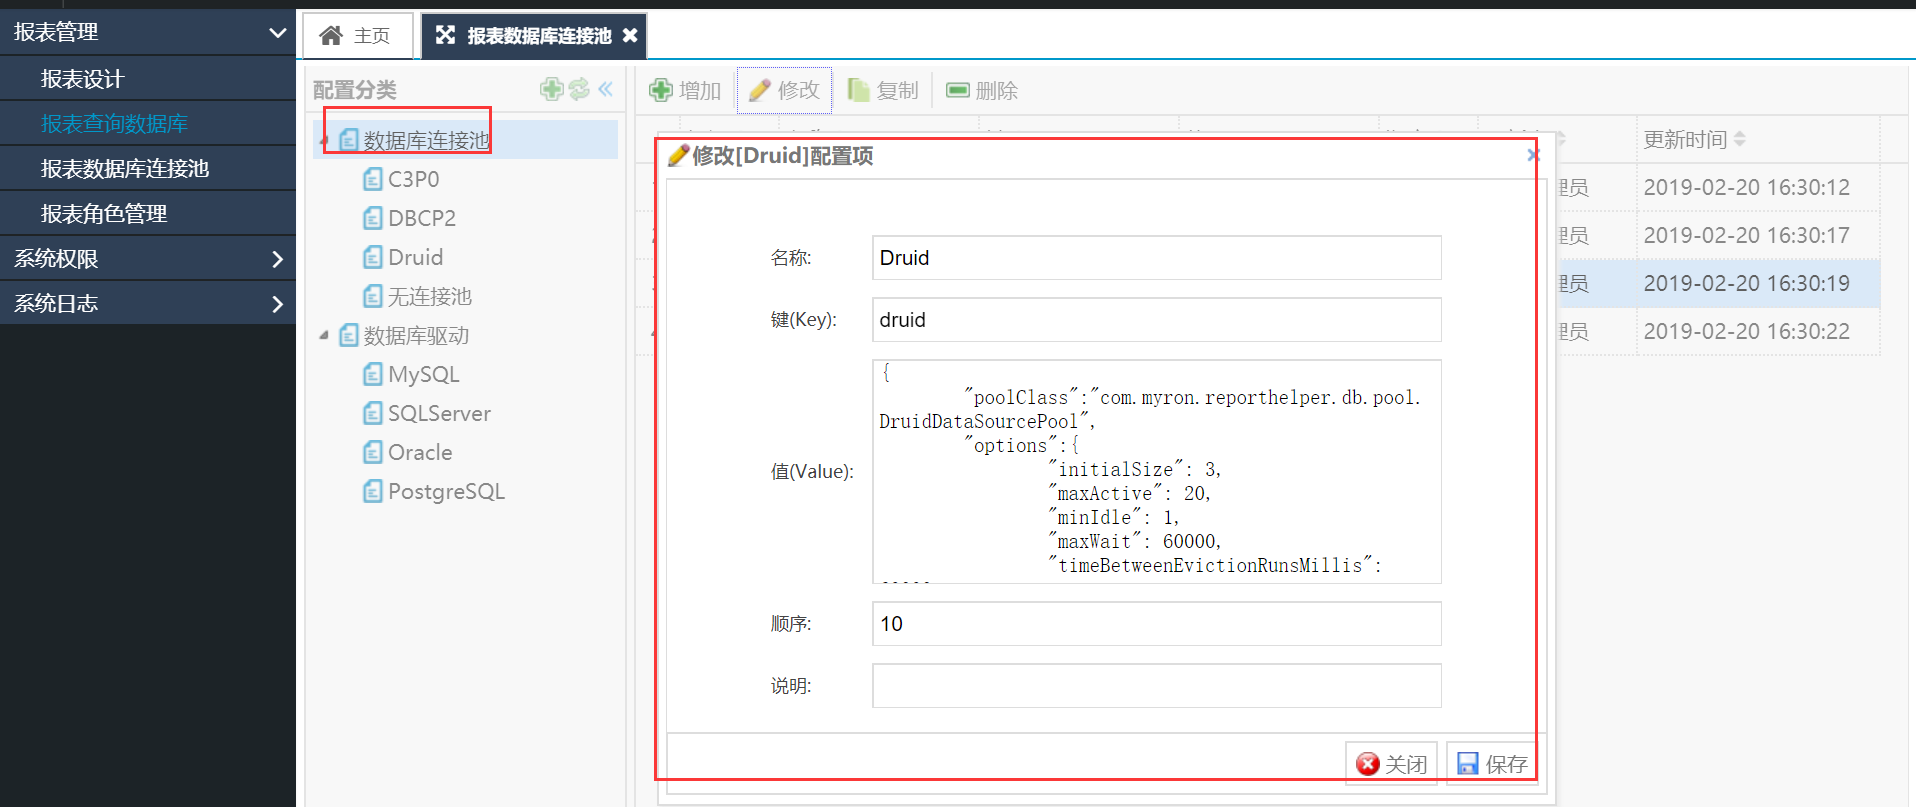 报表管理
报表设计
报表查询数据库
报表数据库连接池
报表角色管理
系统权限
系统日志
主页
报表数据库连接池
配置分类
数据库连接池
C3P0
DBCP2
Druid
无连接池
数据库驱动
MySQL
SQLServer
Oracle
PostgreSQL
增加
修改
复制
删除
更新时间
理员
2019-02-20 16:30:12
理员
2019-02-20 16:30:17
理员
2019-02-20 16:30:19
理员
2019-02-20 16:30:22
修改[Druid]配置项
名称:
Druid
键(Key):
druid
值(Value):
{
"poolClass":"com.myron.reporthelper.db.pool.
DruidDataSourcePool",
"options":{
"initialSize": 3,
"maxActive": 20,
"minIdle": 1,
"maxWait": 60000,
"timeBetweenEvictionRunsMillis":
顺序:
10
说明:
关闭
保存